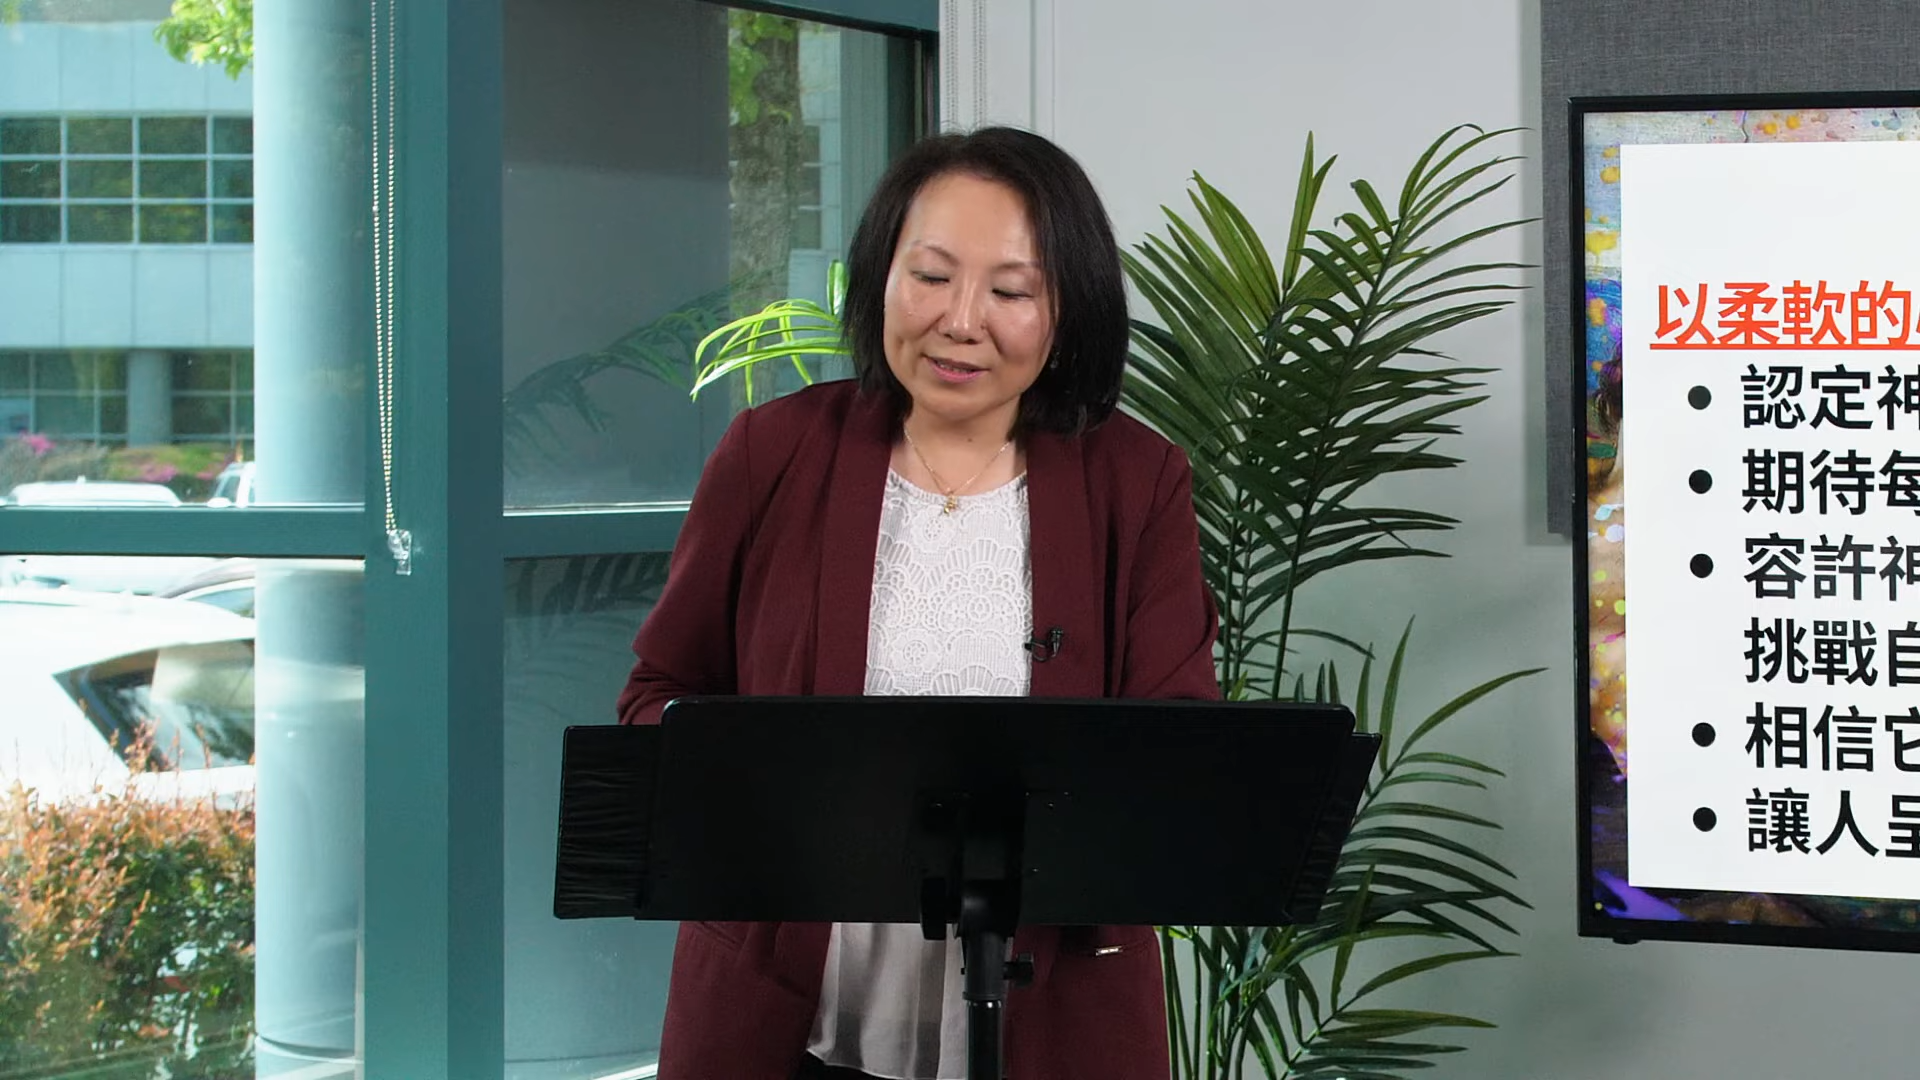 以柔軟的
• 認定神
• 期待每
• 容許神
挑戰自
• 相信它
• 讓人呈